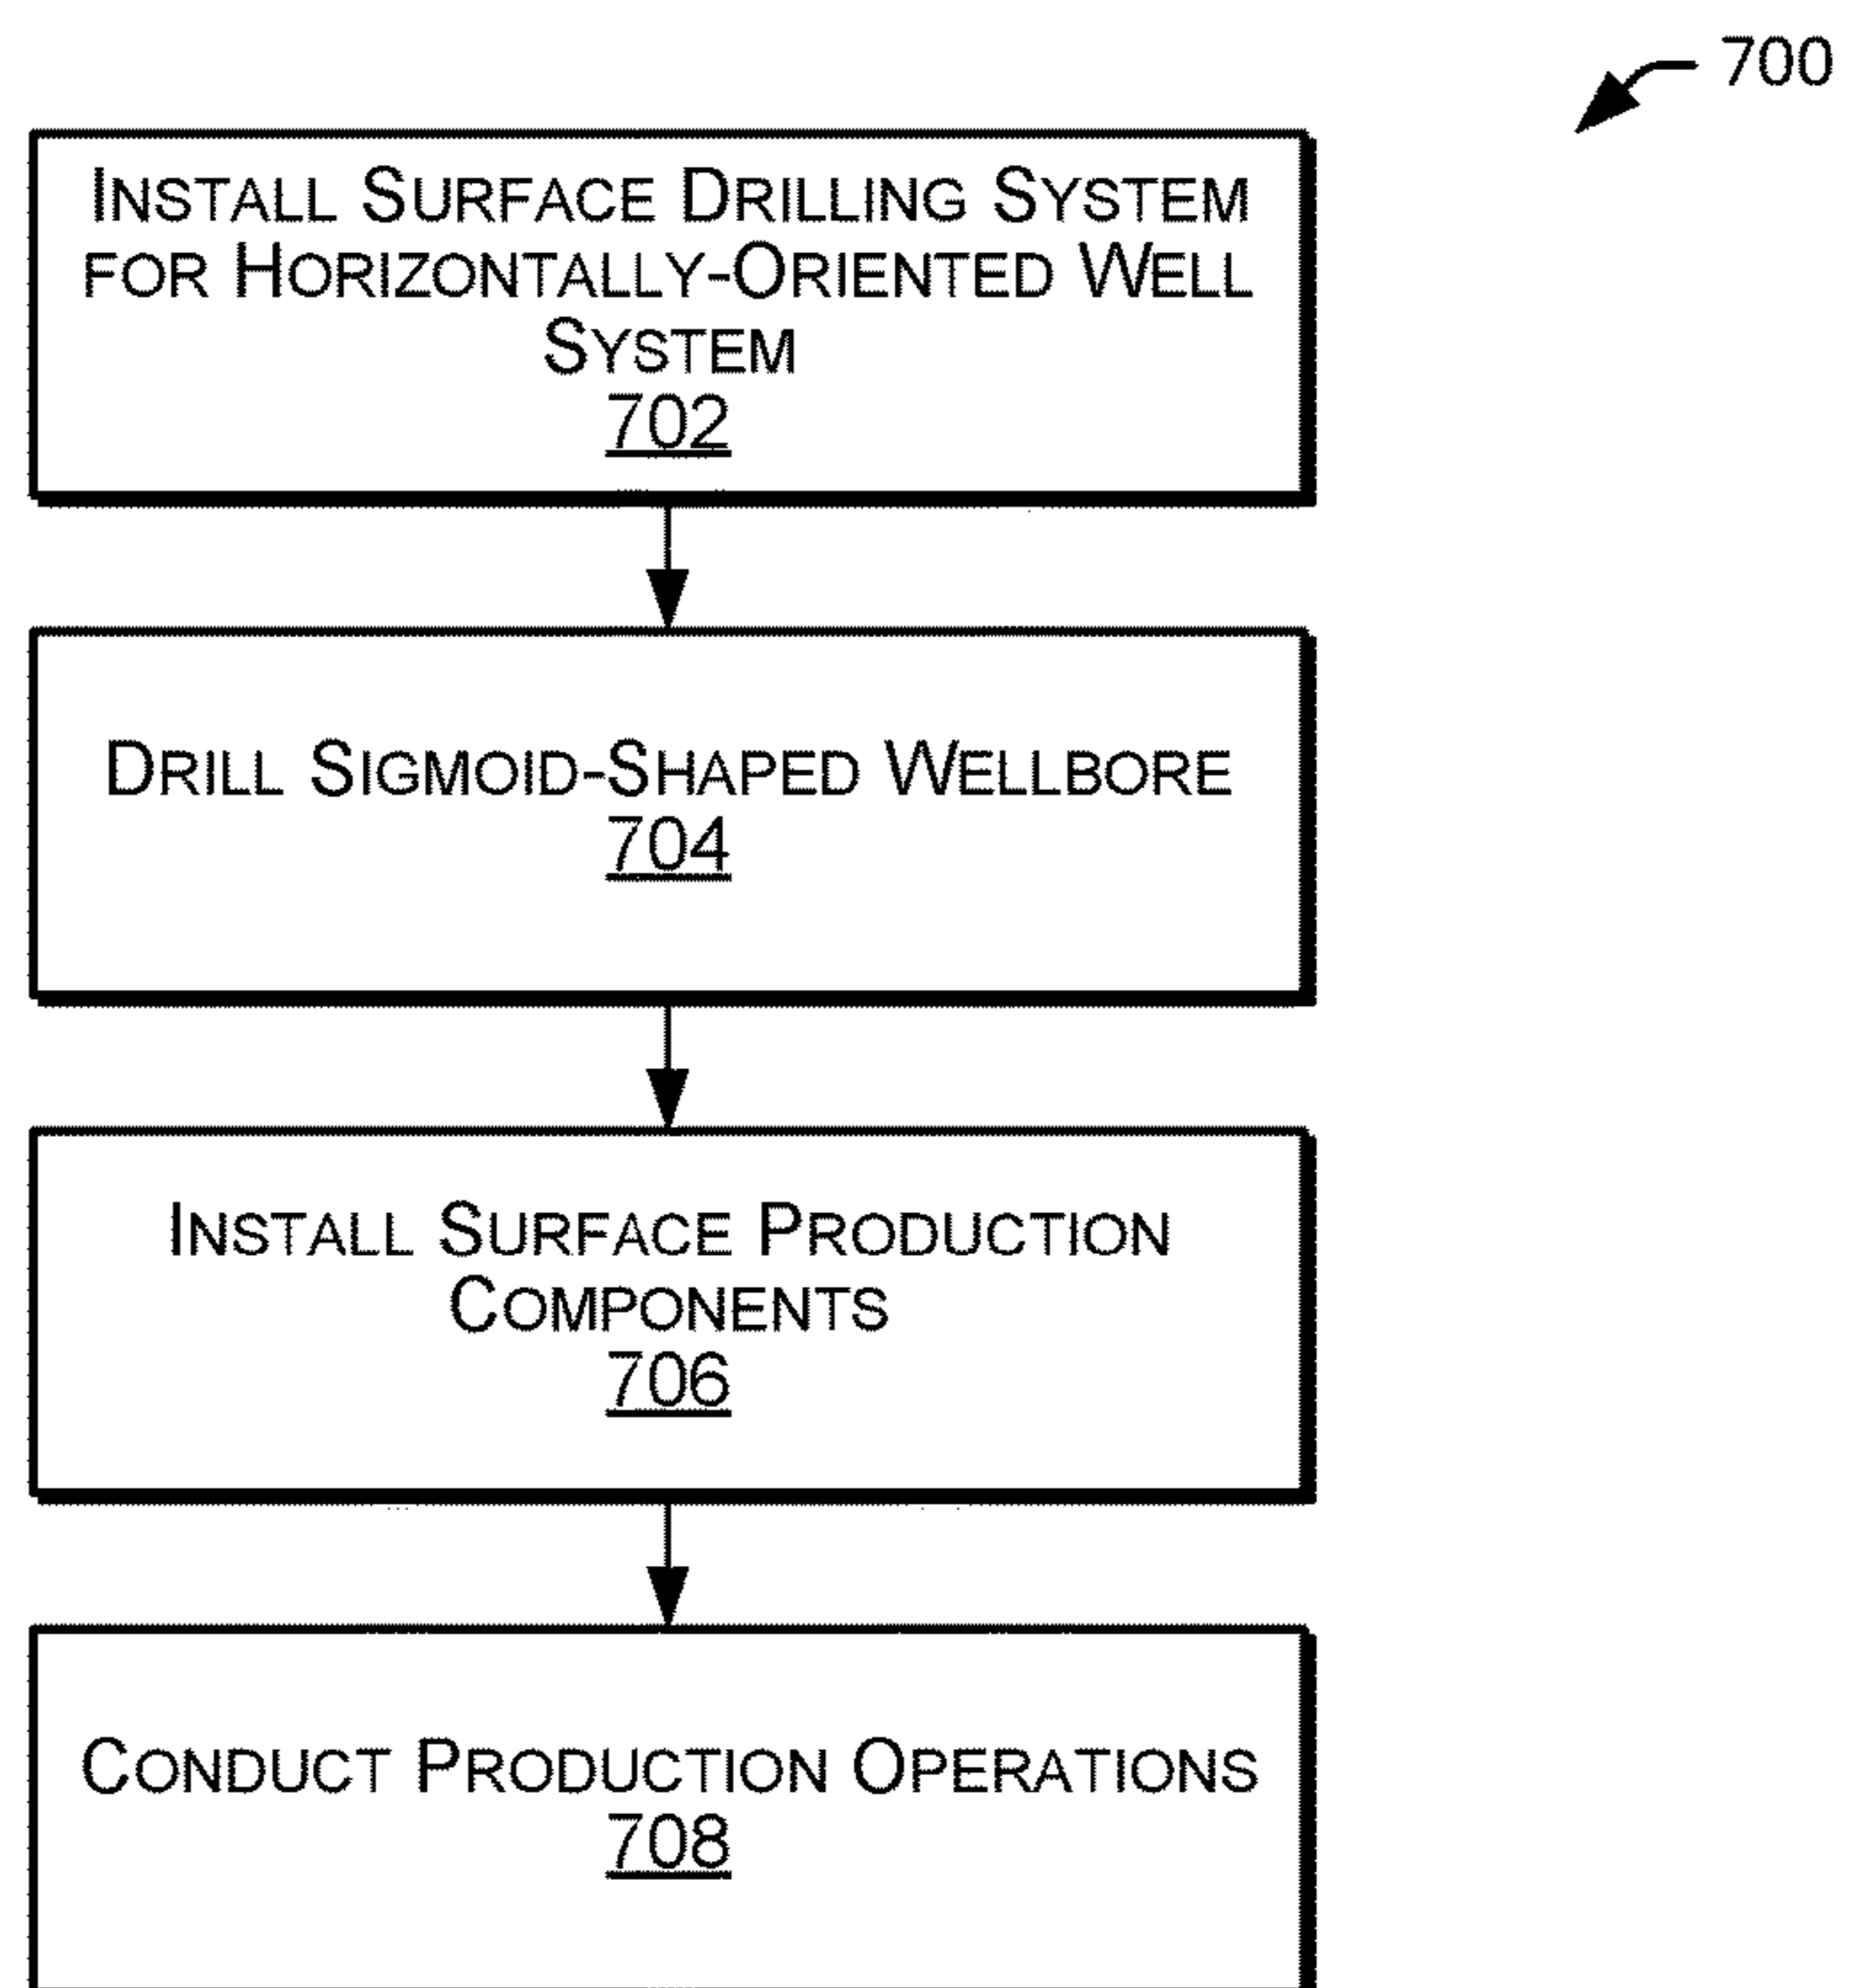 700
INSTALL SURFACE DRILLING SYSTEM
FOR HORIZONTALLY-ORIENTED WELL
SYSTEM
702
DRILL SIGMOID-SHAPED WELLBORE
704
INSTALL SURFACE PRODUCTION
COMPONENTS
706
CONDUCT PRODUCTION OPERATIONS
708